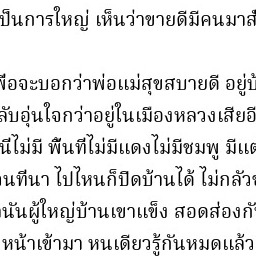 ป็นการใหญ่ เห็นว่าขายดีมีคนมาสั
พื่อจะบอกว่าพ่อแม่สุขสบายดี อยู่บ้
ลับอุ่นใจกว่าอยู่ในเมืองหลวงเสียอี
นี้ไม่มี พื้นที่ไม่มีแดงไม่มีชมพู มีแต่
อนทีนา ไปไหนก็ปิดบ้านได้ ไม่กลัวข
นันผู้ใหญ่บ้านเขาแข็ง สอดส่องกั
หน้าเข้ามา หนเดียวรู้กันหมดแล้ว